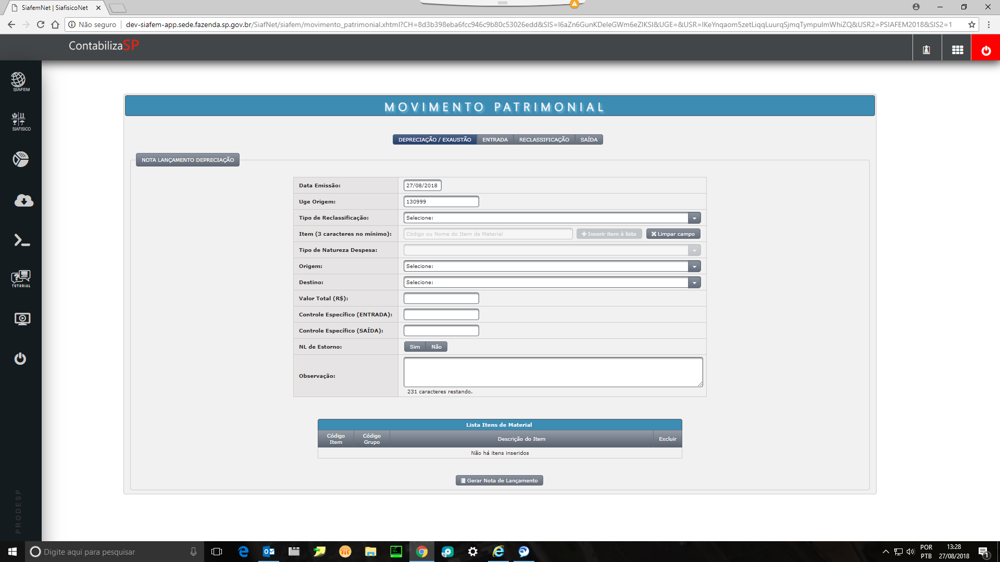 SiafemNet | SiafisicoNet
Não seguro
dev-siafem-app.sede.fazenda.sp.gov.br/SiafNet/siafem/movimento_patrimonial.xhtml?CH=8d3b398eba6fcc946c9b80c53026edd&SIS=I6aZn6GunKDeleGWm6eZIKSI&UGE=&USR=IKeYnqaom5zetLiqqLuurqSjmqTympuImWhiZQ&USR2=PSIAFEM2018&SIS2=1
ContabilizaSP
SIAFEM
SIAFISICO
TUTORIAL
PRODESP
MOVIMENTO PATRIMONIAL
DEPRECIAÇÃO / EXAUSTÃO ENTRADA RECLASSIFICAÇÃO SAÍDA
NOTA LANÇAMENTO DEPRECIAÇÃO
Data Emissão: 27/08/2018
Uge Origem: 130999
Tipo de Reclassificação: Selecione:
Item (3 caracteres no mínimo): Código ou Nome do Item de Material Inserir item à lista Limpar campo
Tipo de Natureza Despesa:
Origem: Selecione:
Destino: Selecione:
Valor Total (R$):
Controle Específico (ENTRADA):
Controle Específico (SAÍDA):
NL de Estorno: Sim Não
Observação:
231 caracteres restando.
Lista Itens de Material
Código Item Código Grupo Descrição do Item Excluir
Não há itens inseridos
Gerar Nota de Lançamento
Digite aqui para pesquisar
POR
PTB
13:28
27/08/2018
1